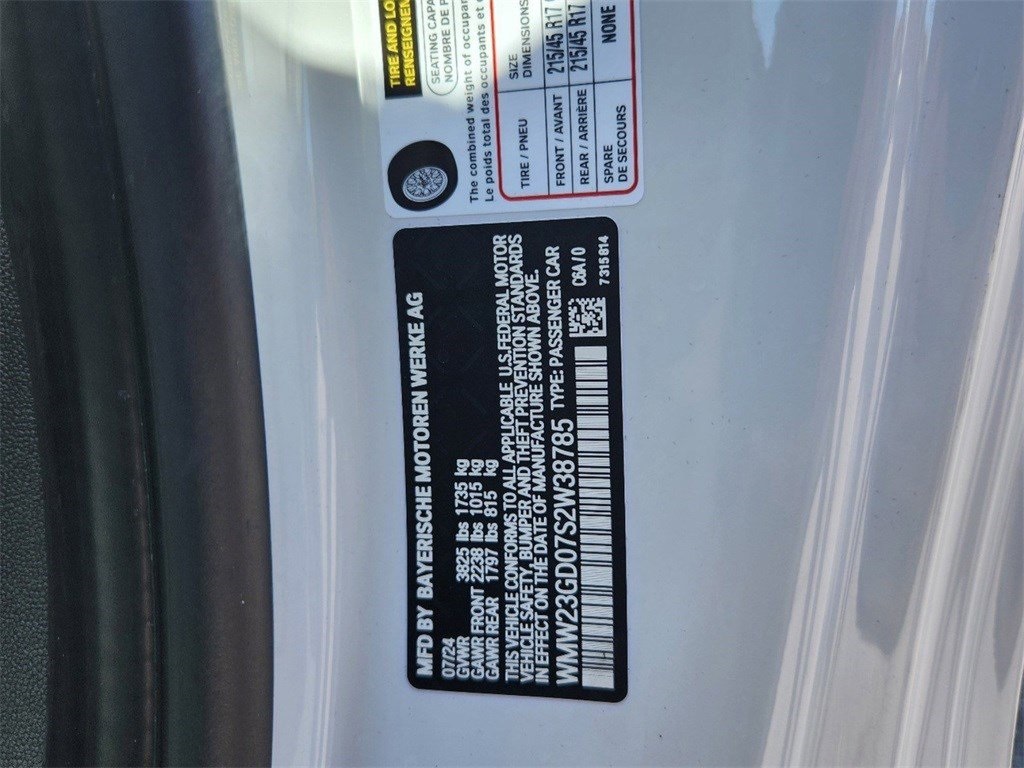 TIRE AND LO
RENSEIGNEM
SEATING CAPA
NOMBRE DE P
The combined weight of occupan
Le poids total des occupants et d
TIRE / PNEU SIZE
DIMENSIONS
FRONT / AVANT 215/45 R17
REAR / ARRIÈRE 215/45 R17
SPARE
DE SECOURS NONE
MFD BY BAYERISCHE MOTOREN WERKE AG
07/24
GVWR 3825 lbs 1735 kg
GAWR FRONT 2238 lbs 1015 kg
GAWR REAR 1797 lbs 815 kg
THIS VEHICLE CONFORMS TO ALL APPLICABLE U.S.FEDERAL MOTOR
VEHICLE SAFETY, BUMPER AND THEFT PREVENTION STANDARDS
IN EFFECT ON THE DATE OF MANUFACTURE SHOWN ABOVE.
WMW23GD07S2W38785 TYPE: PASSENGER CAR
C6A/0
7315814